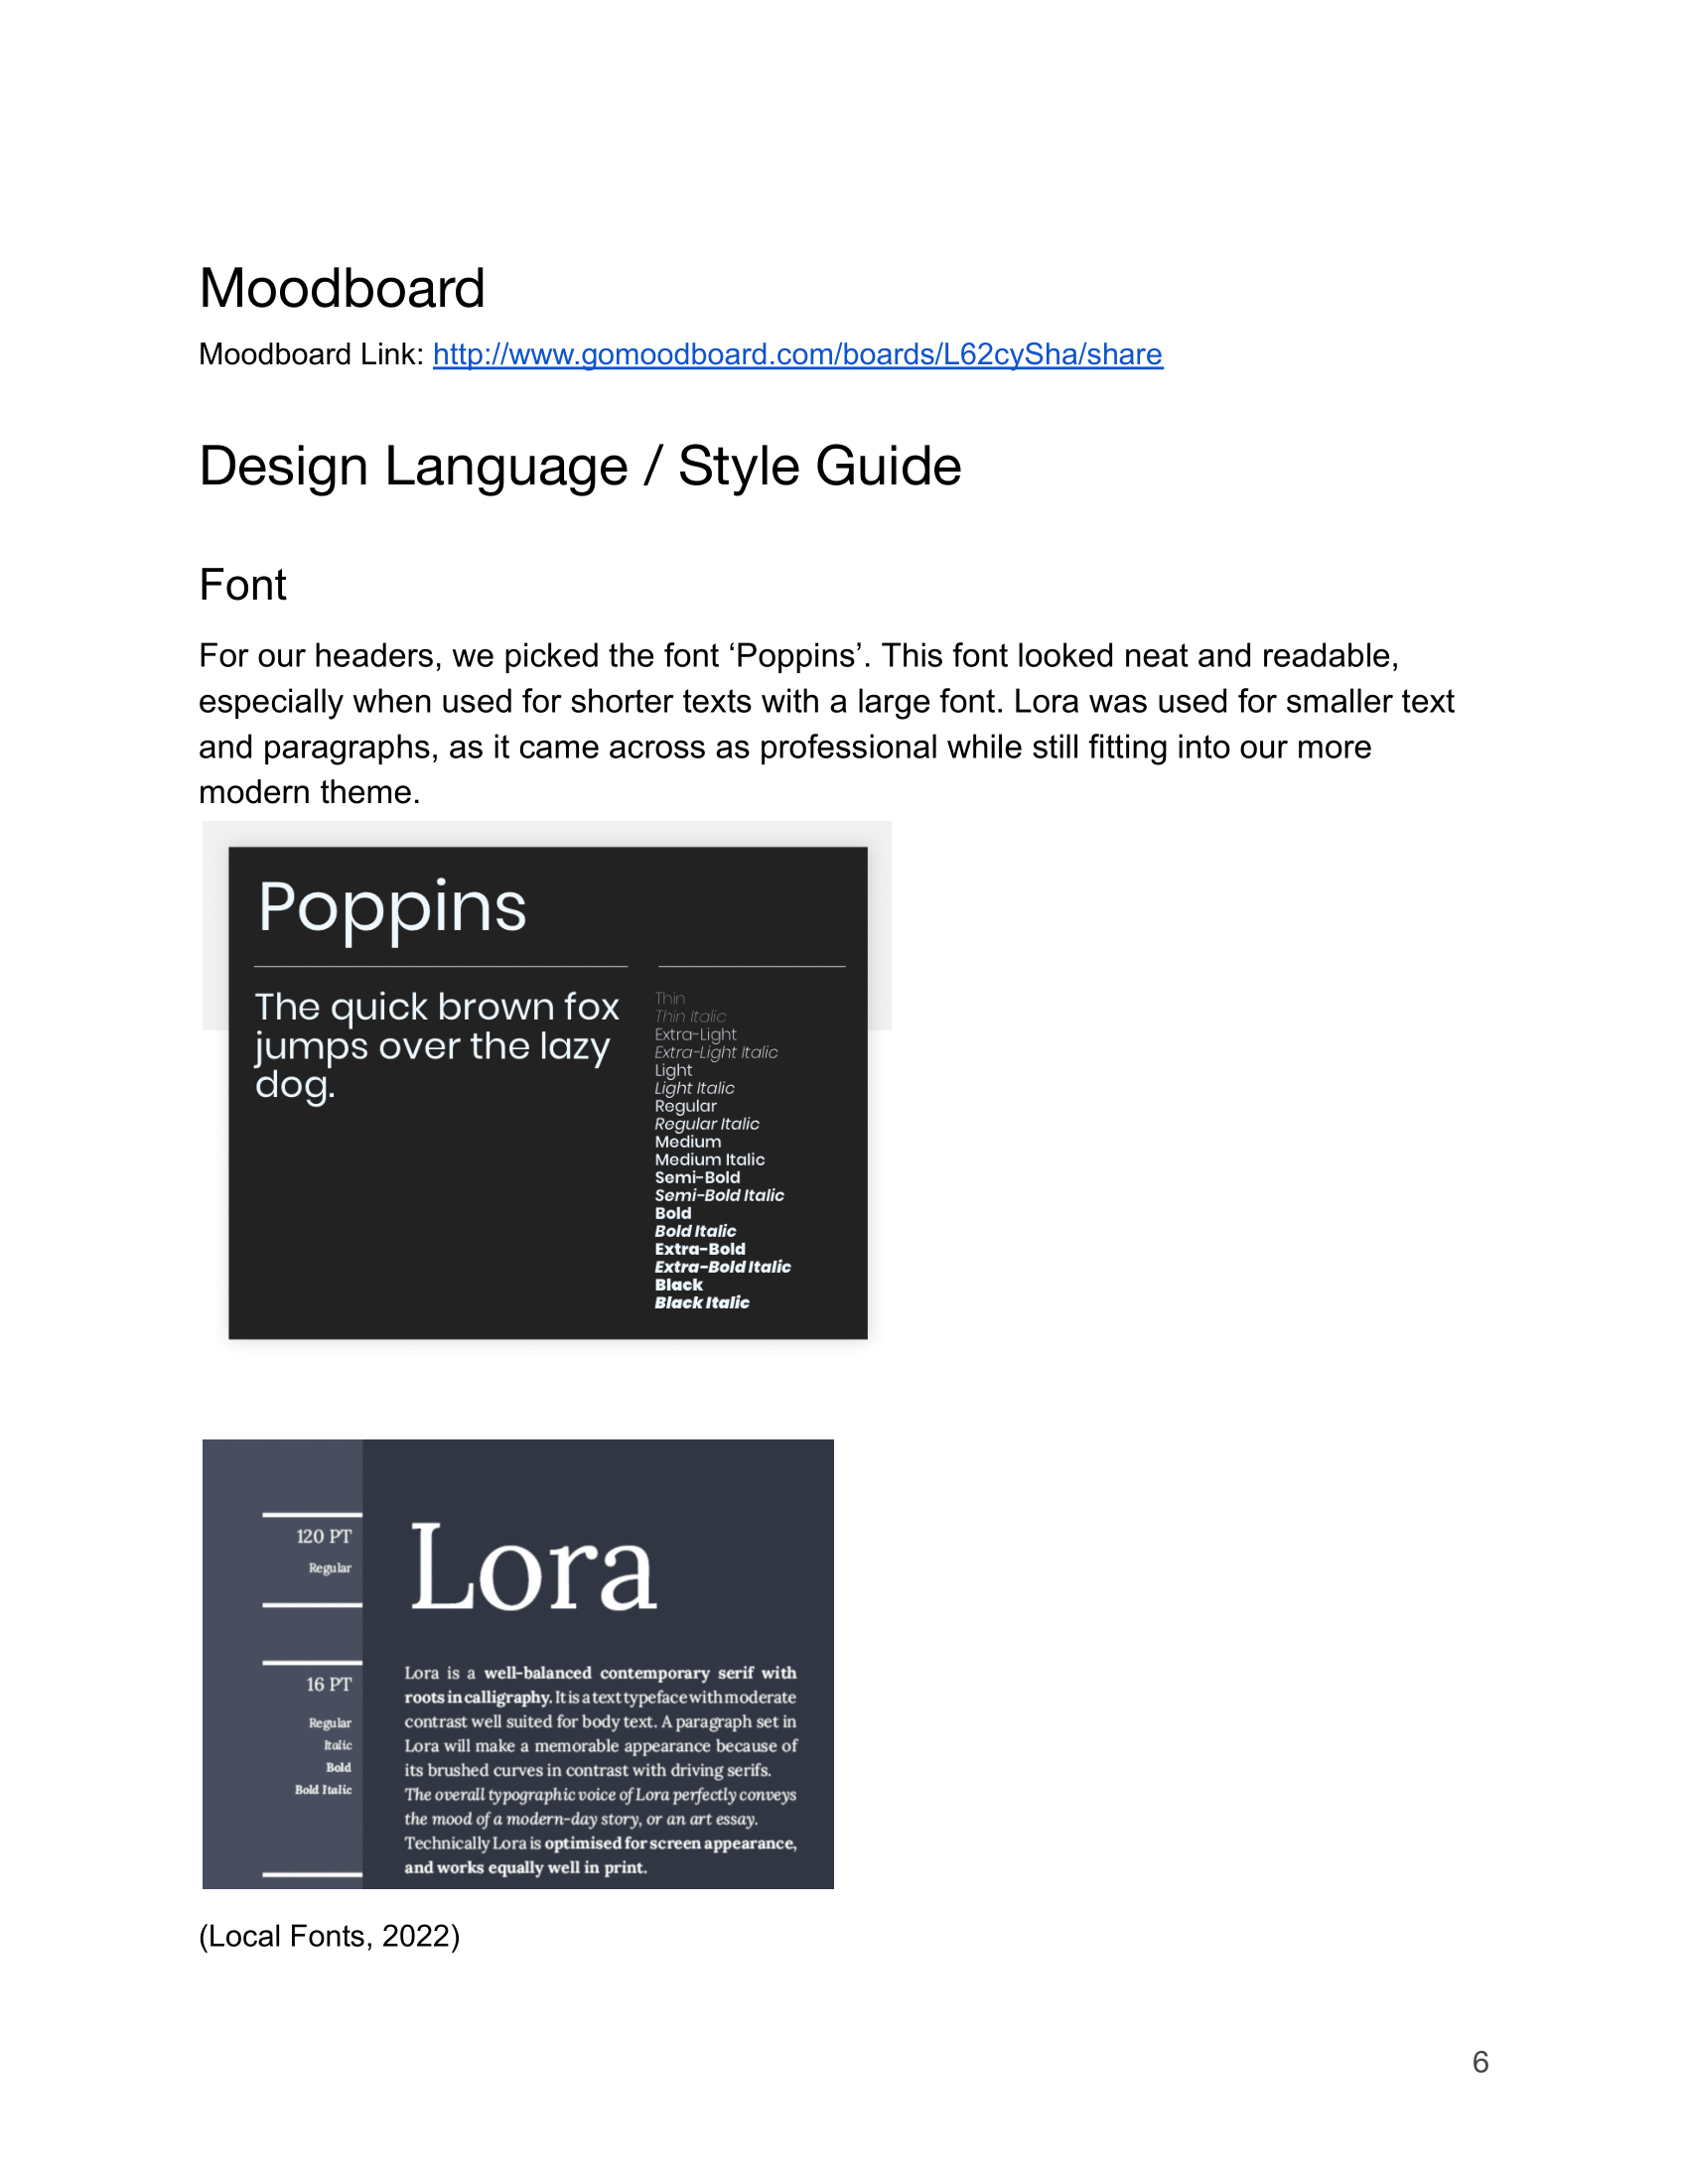 Moodboard
Moodboard Link: http://www.gomoodboard.com/boards/L62cySha/share
Design Language / Style Guide
Font
For our headers, we picked the font ‘Poppins’. This font looked neat and readable,
especially when used for shorter texts with a large font. Lora was used for smaller text
and paragraphs, as it came across as professional while still fitting into our more
modern theme.
Poppins
The quick brown fox
jumps over the lazy
dog.
Thin
Thin Italic
Extra-Light
Extra-Light Italic
Light
Light Italic
Regular
Regular Italic
Medium
Medium Italic
Semi-Bold
Semi-Bold Italic
Bold
Bold Italic
Extra-Bold
Extra-Bold Italic
Black
Black Italic
120 PT
Regular
Lora
16 PT
Regular
Italic
Bold
Bold Italic
Lora is a well-balanced contemporary serif with
roots in calligraphy. It is a text typeface with moderate
contrast well suited for body text. A paragraph set in
Lora will make a memorable appearance because of
its brushed curves in contrast with driving serifs.
The overall typographic voice of Lora perfectly conveys
the mood of a modern-day story, or an art essay.
Technically Lora is optimised for screen appearance,
and works equally well in print.
(Local Fonts, 2022)
6